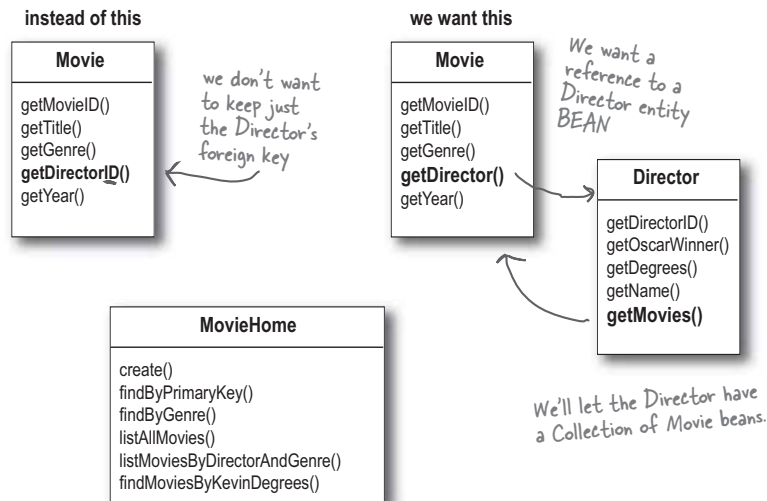 instead of this
Movie
getMovieID()
getTitle()
getGenre()
getDirectorID()
getYear()
we don't want
to keep just
the Director's
foreign key
we want this
Movie
getMovieID()
getTitle()
getGenre()
getDirector()
getYear()
We want a
reference to a
Director entity
BEAN
Director
getDirectorID()
getOscarWinner()
getDegrees()
getName()
getMovies()
We'll let the Director have
a Collection of Movie beans.
MovieHome
create()
findByPrimaryKey()
findByGenre()
listAllMovies()
listMoviesByDirectorAndGenre()
findMoviesByKevinDegrees()